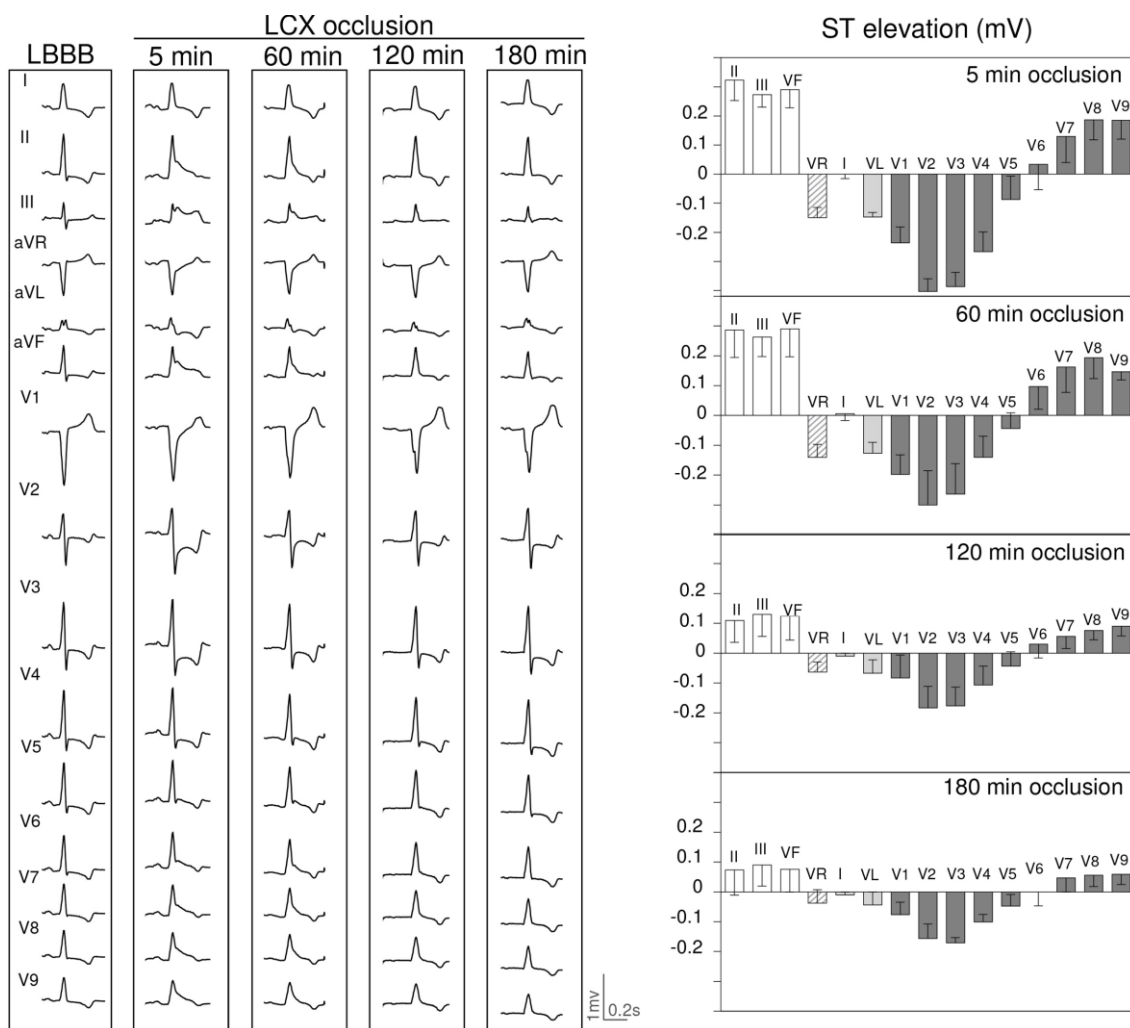 LCX occlusion
LBBB 5 min 60 min 120 min 180 min
I
II
III
aVR
aVL
aVF
V1
V2
V3
V4
V5
V6
V7
V8
V9
1mv
0.2s
ST elevation (mV)
5 min occlusion
II III VF VR I VL V1 V2 V3 V4 V5 V6 V7 V8 V9
0.2
0.1
0
-0.1
-0.2
60 min occlusion
II III VF VR I VL V1 V2 V3 V4 V5 V6 V7 V8 V9
0.2
0.1
0
-0.1
-0.2
120 min occlusion
II III VF VR I VL V1 V2 V3 V4 V5 V6 V7 V8 V9
0.2
0.1
0
-0.1
-0.2
180 min occlusion
II III VF VR I VL V1 V2 V3 V4 V5 V6 V7 V8 V9
0.2
0.1
0
-0.1
-0.2